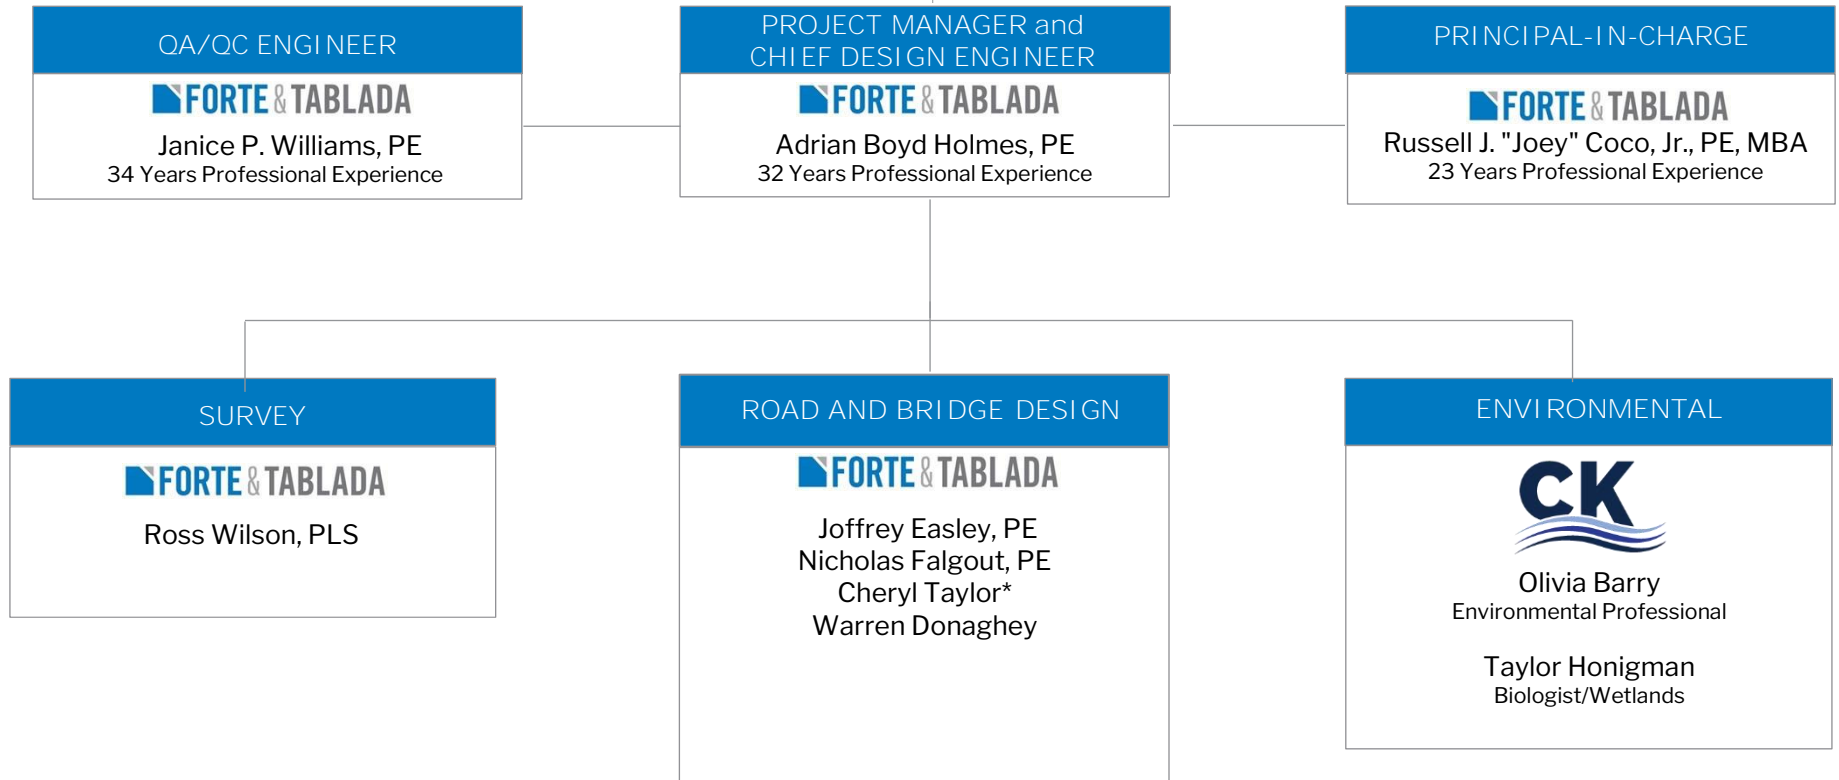 QA/QC ENGINEER
FORTE & TABLADA
Janice P. Williams, PE
34 Years Professional Experience
PROJECT MANAGER and
CHIEF DESIGN ENGINEER
FORTE & TABLADA
Adrian Boyd Holmes, PE
32 Years Professional Experience
PRINCIPAL-IN-CHARGE
FORTE & TABLADA
Russell J. "Joey" Coco, Jr., PE, MBA
23 Years Professional Experience
SURVEY
FORTE & TABLADA
Ross Wilson, PLS
ROAD AND BRIDGE DESIGN
FORTE & TABLADA
Joffrey Easley, PE
Nicholas Falgout, PE
Cheryl Taylor*
Warren Donaghey
ENVIRONMENTAL
CK
Olivia Barry
Environmental Professional
Taylor Honigman
Biologist/Wetlands